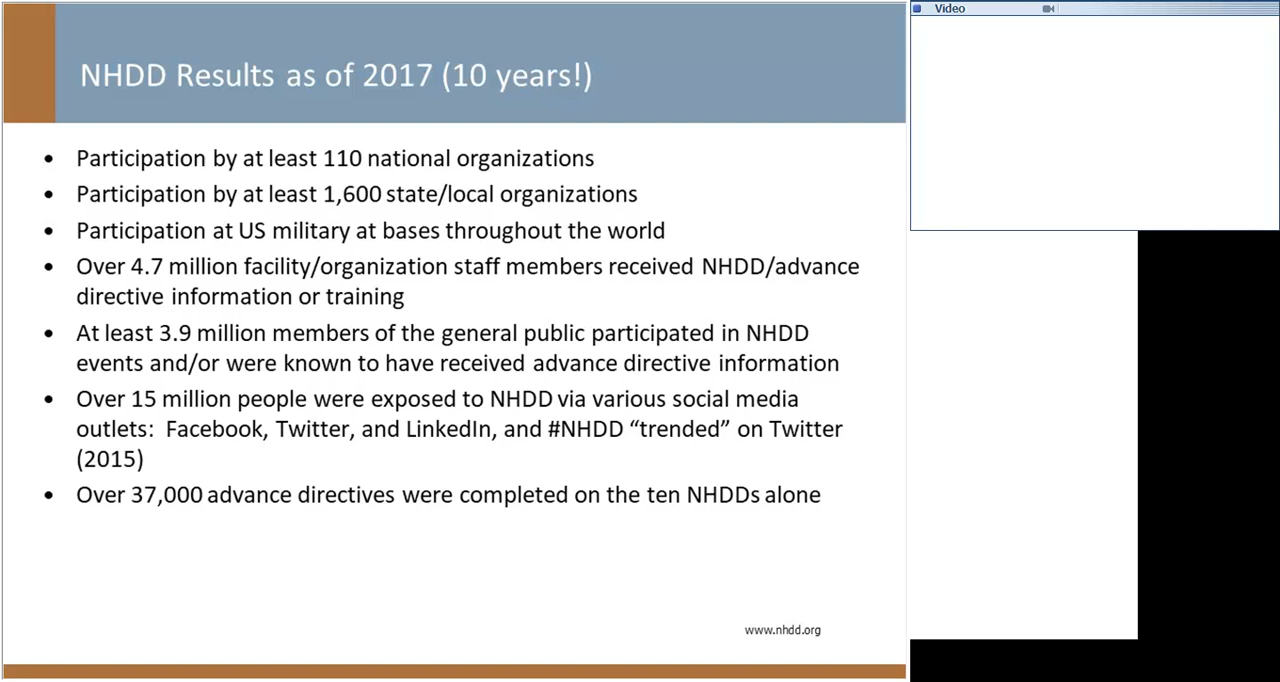 NHDD Results as of 2017 (10 years!)
• Participation by at least 110 national organizations
• Participation by at least 1,600 state/local organizations
• Participation at US military at bases throughout the world
• Over 4.7 million facility/organization staff members received NHDD/advance
directive information or training
• At least 3.9 million members of the general public participated in NHDD
events and/or were known to have received advance directive information
• Over 15 million people were exposed to NHDD via various social media
outlets:  Facebook, Twitter, and LinkedIn, and #NHDD “trended” on Twitter
(2015)
• Over 37,000 advance directives were completed on the ten NHDDs alone
www.nhdd.org
Video